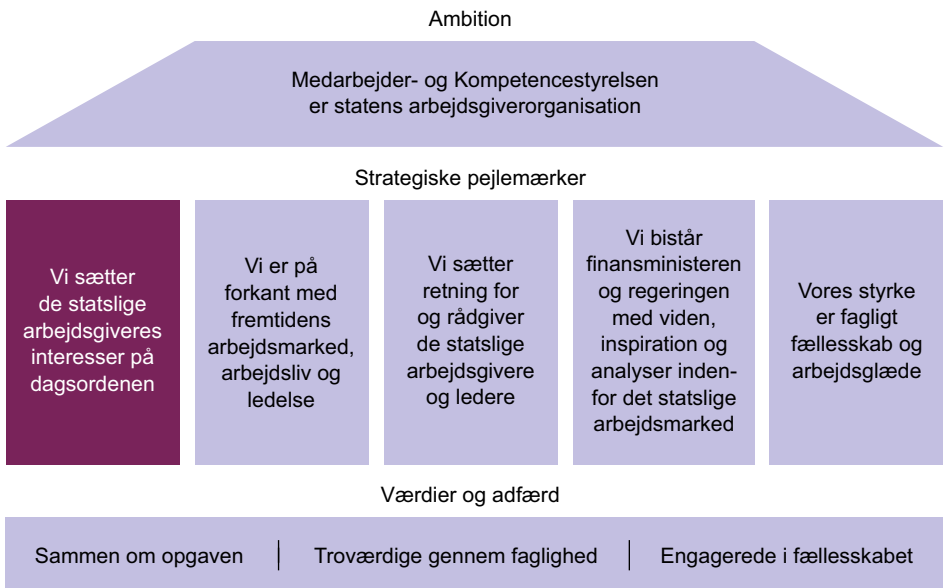 Ambition
Medarbejder- og Kompetencestyrelsen
er statens arbejdsgiverorganisation
Strategiske pejlemærker
Vi sætter
de statslige
arbejdsgiveres
interesser på
dagsordenen
Vi er på
forkant med
fremtidens
arbejdsmarked,
arbejdsliv og
ledelse
Vi sætter
retning for
og rådgiver
de statslige
arbejdsgivere
og ledere
Vi bistår
finansministeren
og regeringen
med viden,
inspiration og
analyser inden-
for det statslige
arbejdsmarked
Vores styrke
er fagligt
fællesskab og
arbejdsglæde
Værdier og adfærd
Sammen om opgaven | Troværdige gennem faglighed | Engagerede i fællesskabet